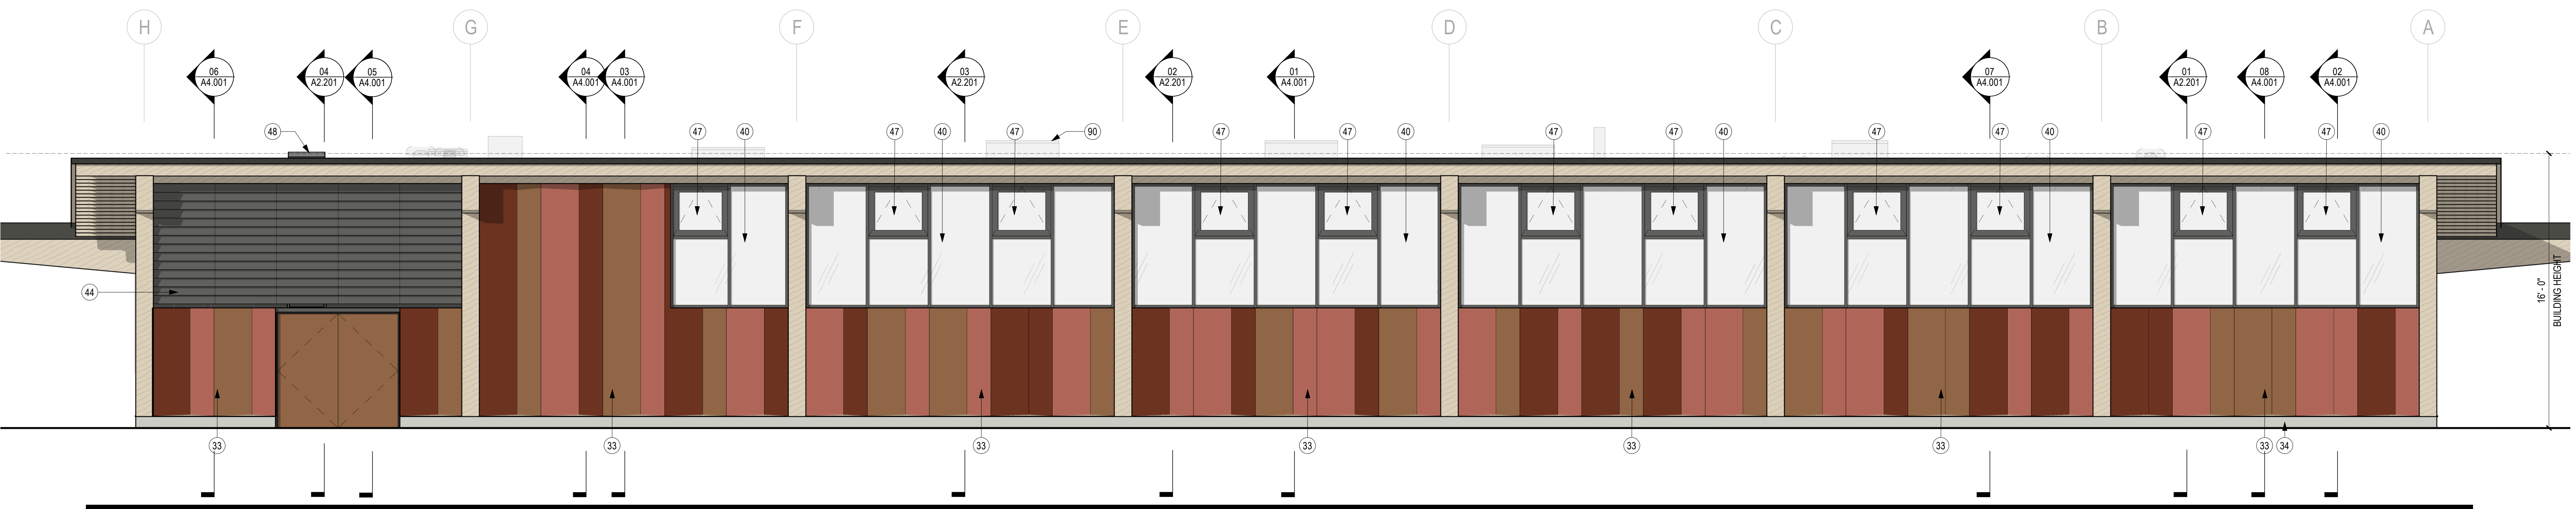 H G F E D C B A
06 04 05 04 03 03 02 01 07 01 08 02
A4.001 A2.201 A4.001 A4.001 A4.001 A2.201 A2.201 A4.001 A4.001 A2.201 A4.001 A4.001
48 47 40 47 40 47 90 47 47 40 47 47 40 47 47 40 47 47 40
44
16' - 0"
BUILDING HEIGHT
33 33 33 33 33 33 33 34